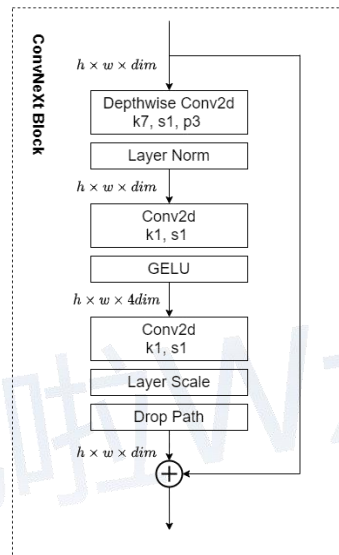 ConvNeXt Block
h × w × dim
Depthwise Conv2d
k7, s1, p3
Layer Norm
h × w × dim
Conv2d
k1, s1
GELU
h × w × 4dim
Conv2d
k1, s1
Layer Scale
Drop Path
h × w × dim